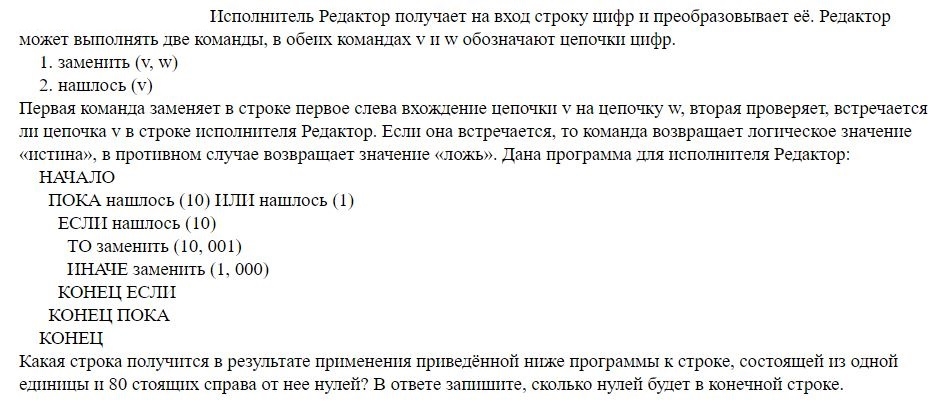 Исполнитель Редактор получает на вход строку цифр и преобразовывает её. Редактор
может выполнять две команды, в обеих командах v и w обозначают цепочки цифр.
1. заменить (v, w)
2. нашлось (v)
Первая команда заменяет в строке первое слева вхождение цепочки v на цепочку w, вторая проверяет, встречается
ли цепочка v в строке исполнителя Редактор. Если она встречается, то команда возвращает логическое значение
«истина», в противном случае возвращает значение «ложь». Дана программа для исполнителя Редактор:
НАЧАЛО
ПОКА нашлось (10) ИЛИ нашлось (1)
ЕСЛИ нашлось (10)
ТО заменить (10, 001)
ИНАЧЕ заменить (1, 000)
КОНЕЦ ЕСЛИ
КОНЕЦ ПОКА
КОНЕЦ
Какая строка получится в результате применения приведённой ниже программы к строке, состоящей из одной
единицы и 80 стоящих справа от нее нулей? В ответе запишите, сколько нулей будет в конечной строке.